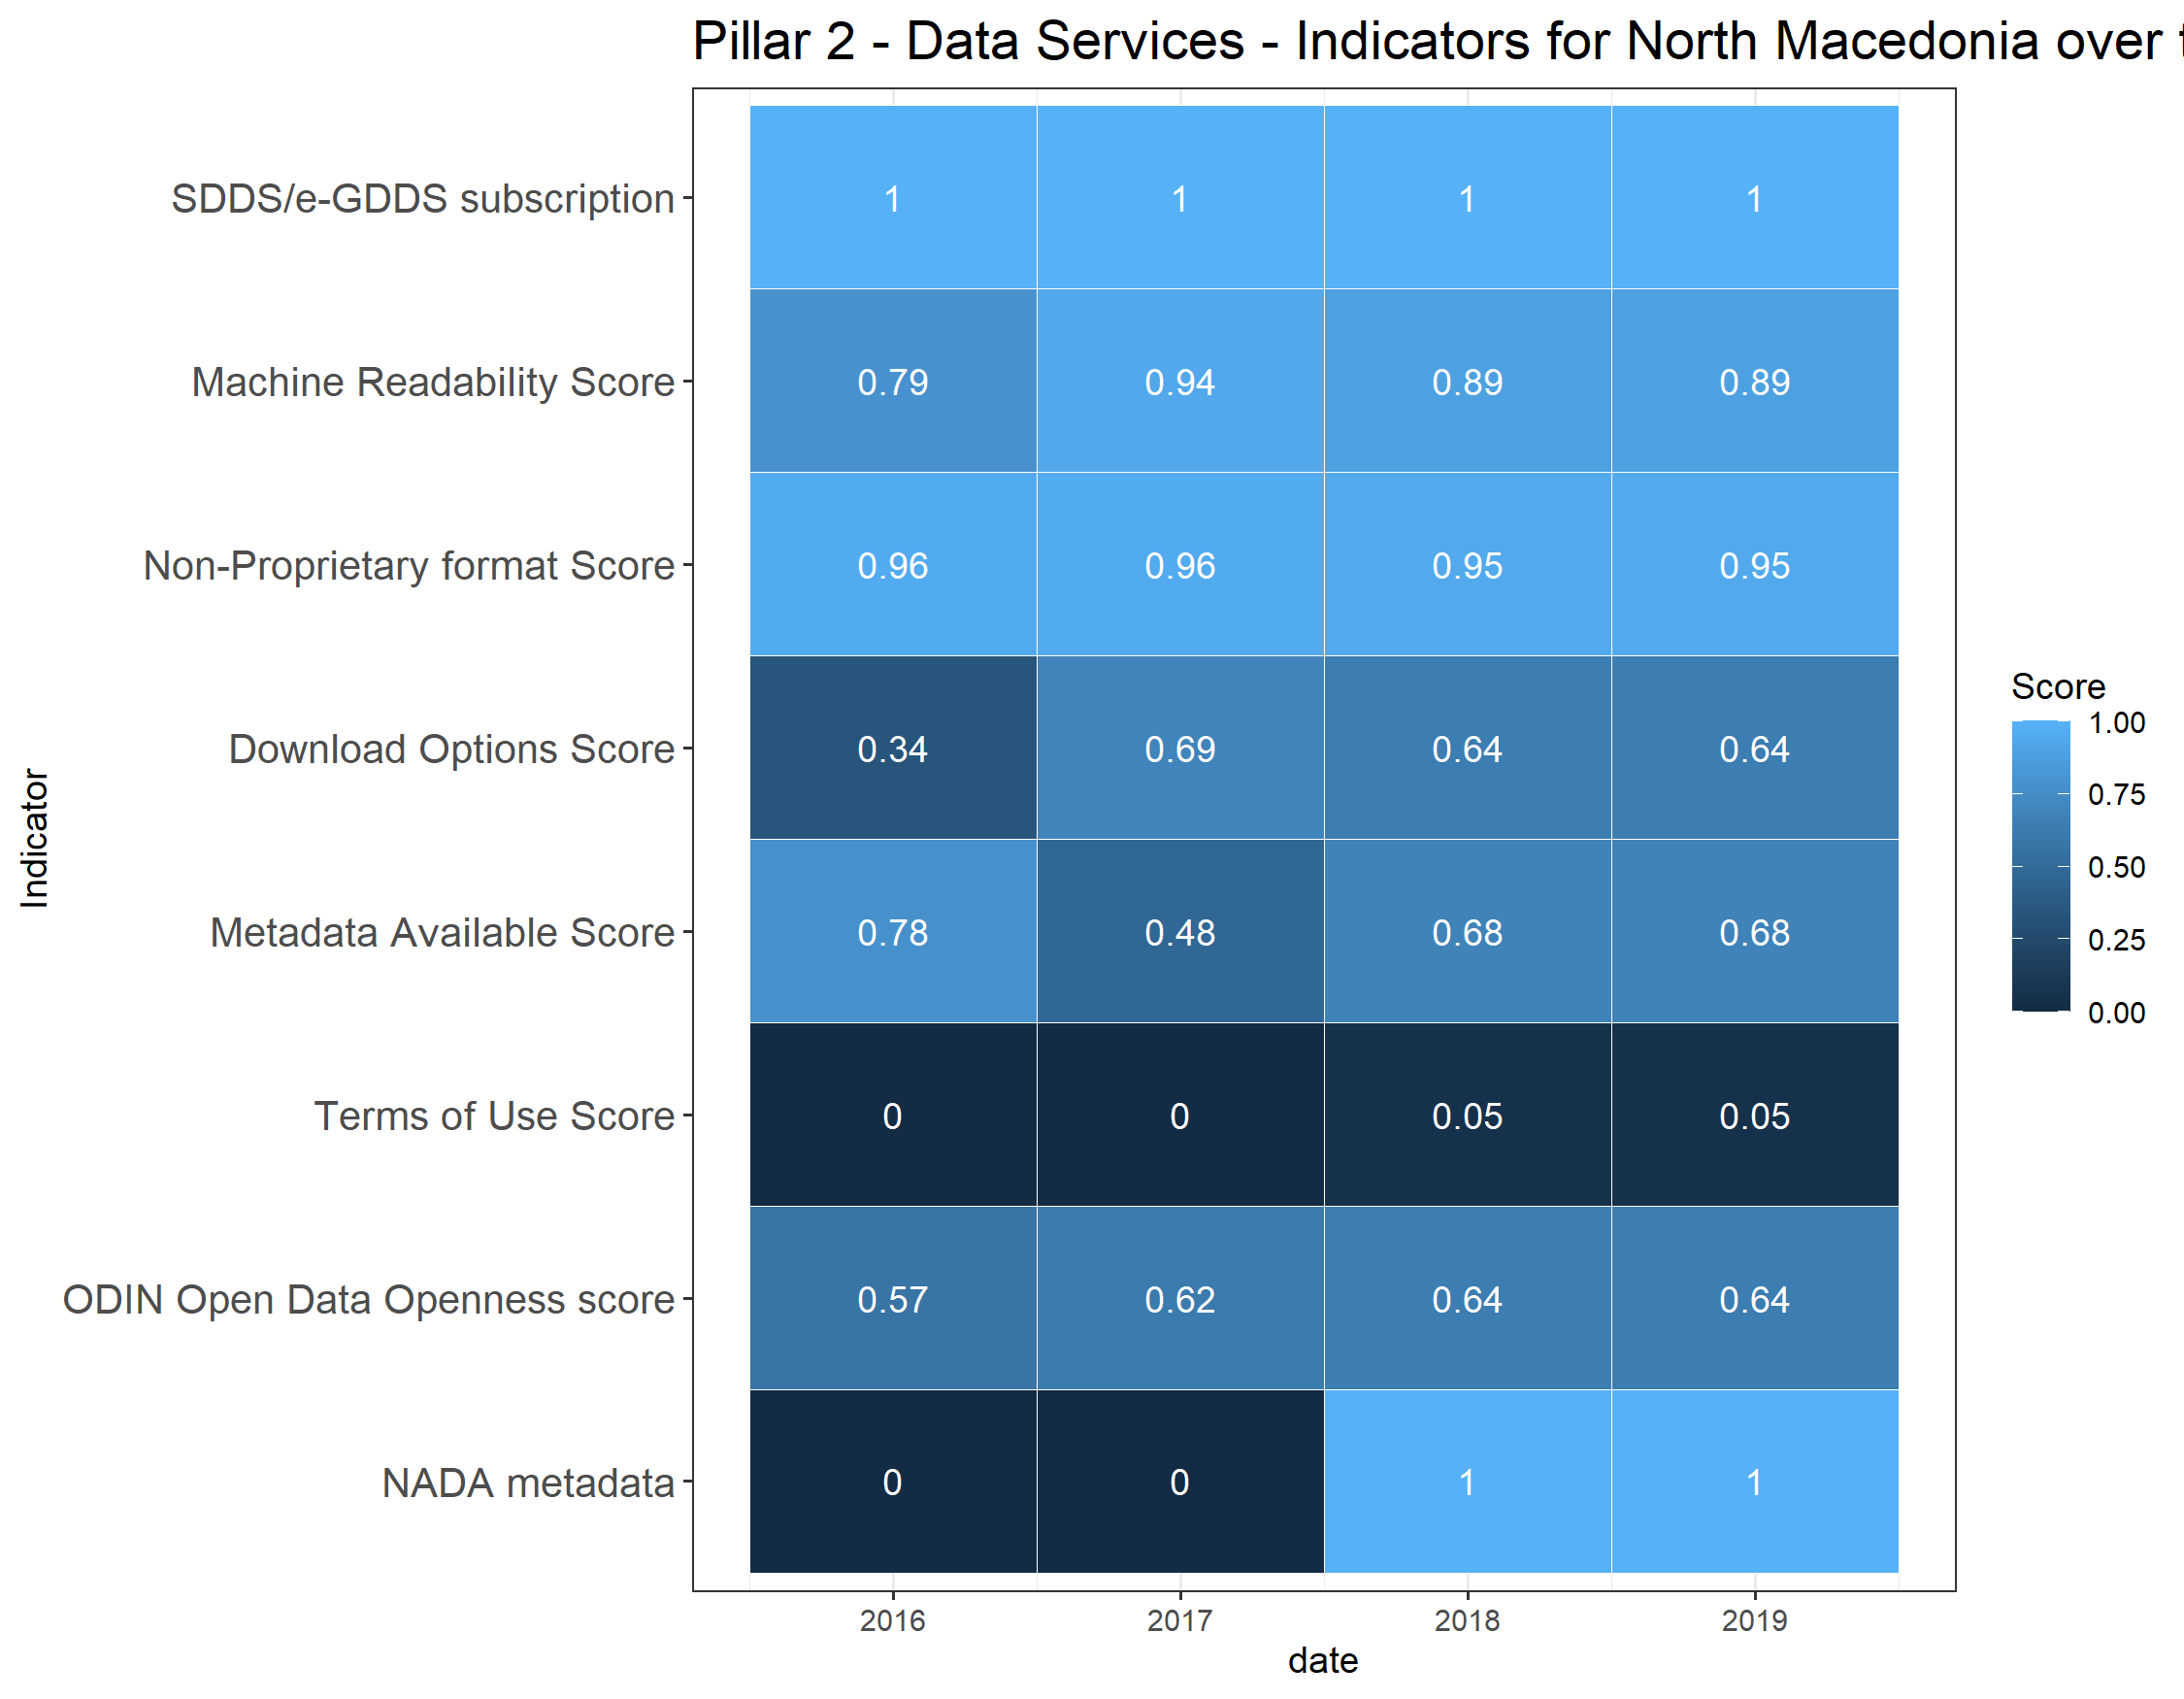 Pillar 2 - Data Services - Indicators for North Macedonia over
Indicator
SDDS/e-GDDS subscription 1 1 1 1
Machine Readability Score 0.79 0.94 0.89 0.89
Non-Proprietary format Score 0.96 0.96 0.95 0.95
Download Options Score 0.34 0.69 0.64 0.64
Metadata Available Score 0.78 0.48 0.68 0.68
Terms of Use Score 0 0 0.05 0.05
ODIN Open Data Openness score 0.57 0.62 0.64 0.64
NADA metadata 0 0 1 1
2016 2017 2018 2019
date
Score
1.00
0.75
0.50
0.25
0.00